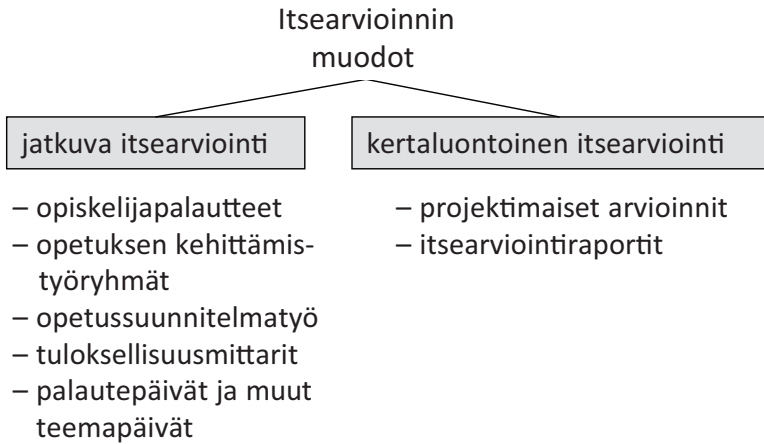 Itsearvioinnin
muodot
jatkuva itsearviointi
kertaluontoinen itsearviointi
– opiskelijapalautteet
– opetuksen kehittämis-
työryhmät
– opetussuunnitelmatyö
– tuloksellisuusmittarit
– palautepäivät ja muut
teemapäivät
– projektimaiset arvioinnit
– itsearviointiraportit